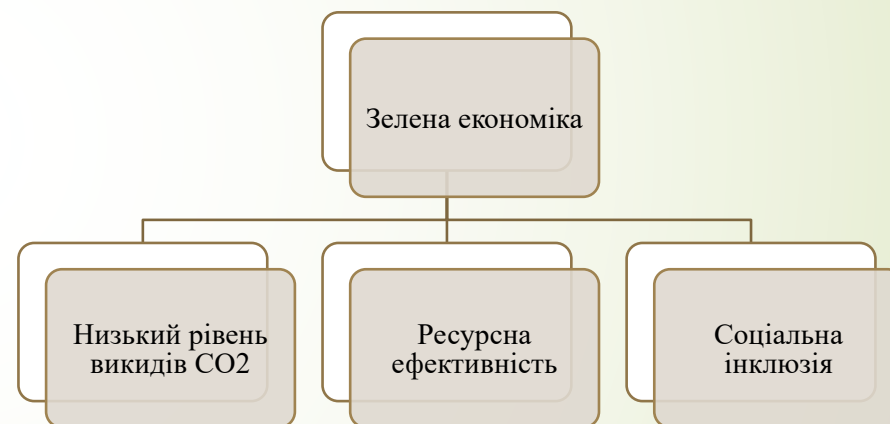 Зелена економіка
Низький рівень
викидів СО2
Ресурсна
ефективність
Соціальна
інклюзія